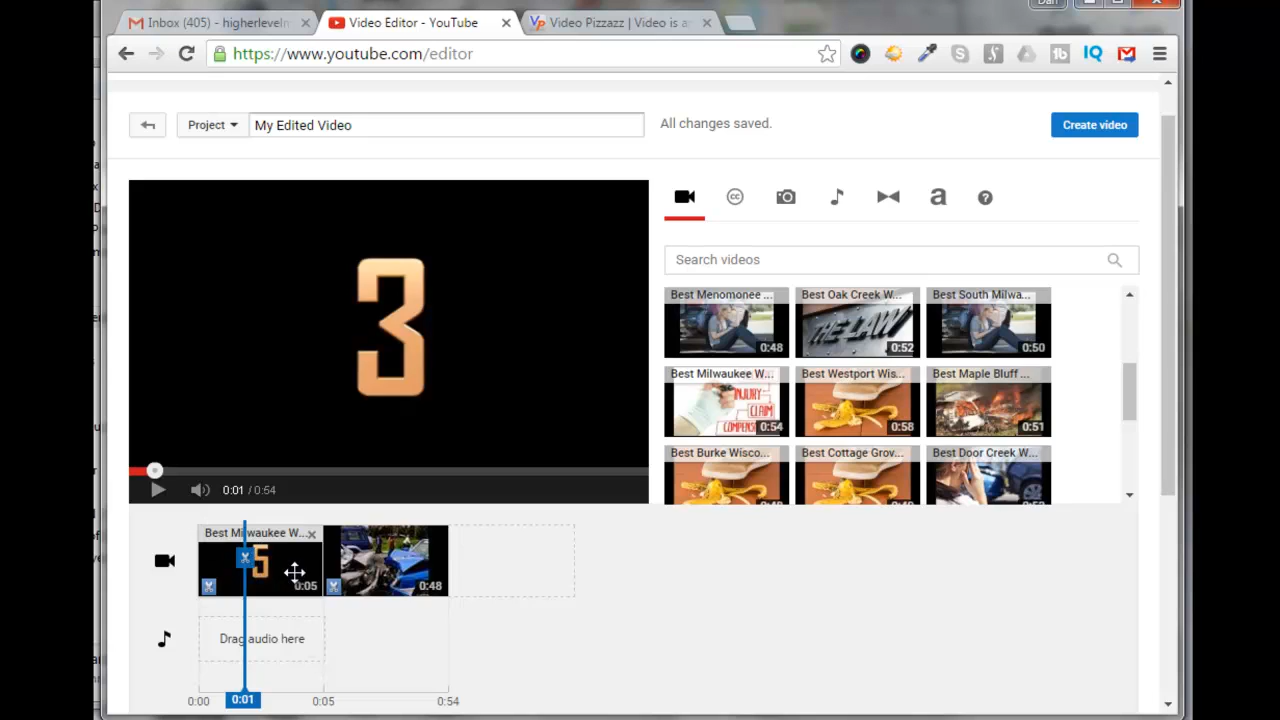 Dan
Inbox (405) - higherleveln
Video Editor - YouTube
Video Pizzazz | Video is a
https://www.youtube.com/editor
Project
My Edited Video
All changes saved.
Create video
cc
a
?
Search videos
Best Menomonee ...
Best Oak Creek W...
Best South Milwa...
THE LAW
0:48
0:52
0:50
Best Milwaukee W...
Best Westport Wis...
Best Maple Bluff ...
INJURY
CLAIM
0:54
0:58
0:51
Best Burke Wisco...
Best Cottage Grov...
Best Door Creek W...
3
0:01 / 0:54
Best Milwaukee W...
5
0:05
0:48
Drag audio here
0:00
0:01
0:05
0:54